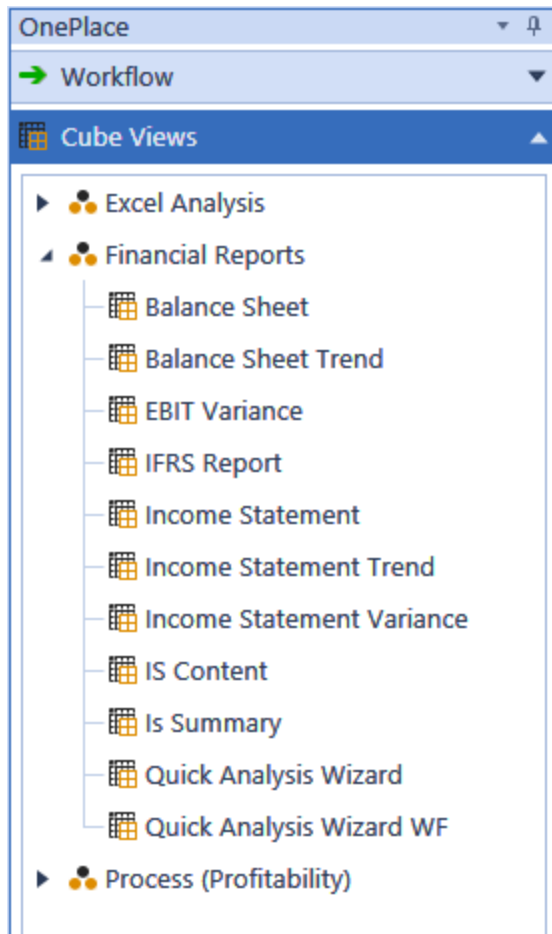 OnePlace
Workflow
Cube Views
Excel Analysis
Financial Reports
Balance Sheet
Balance Sheet Trend
EBIT Variance
IFRS Report
Income Statement
Income Statement Trend
Income Statement Variance
IS Content
Is Summary
Quick Analysis Wizard
Quick Analysis Wizard WF
Process (Profitability)